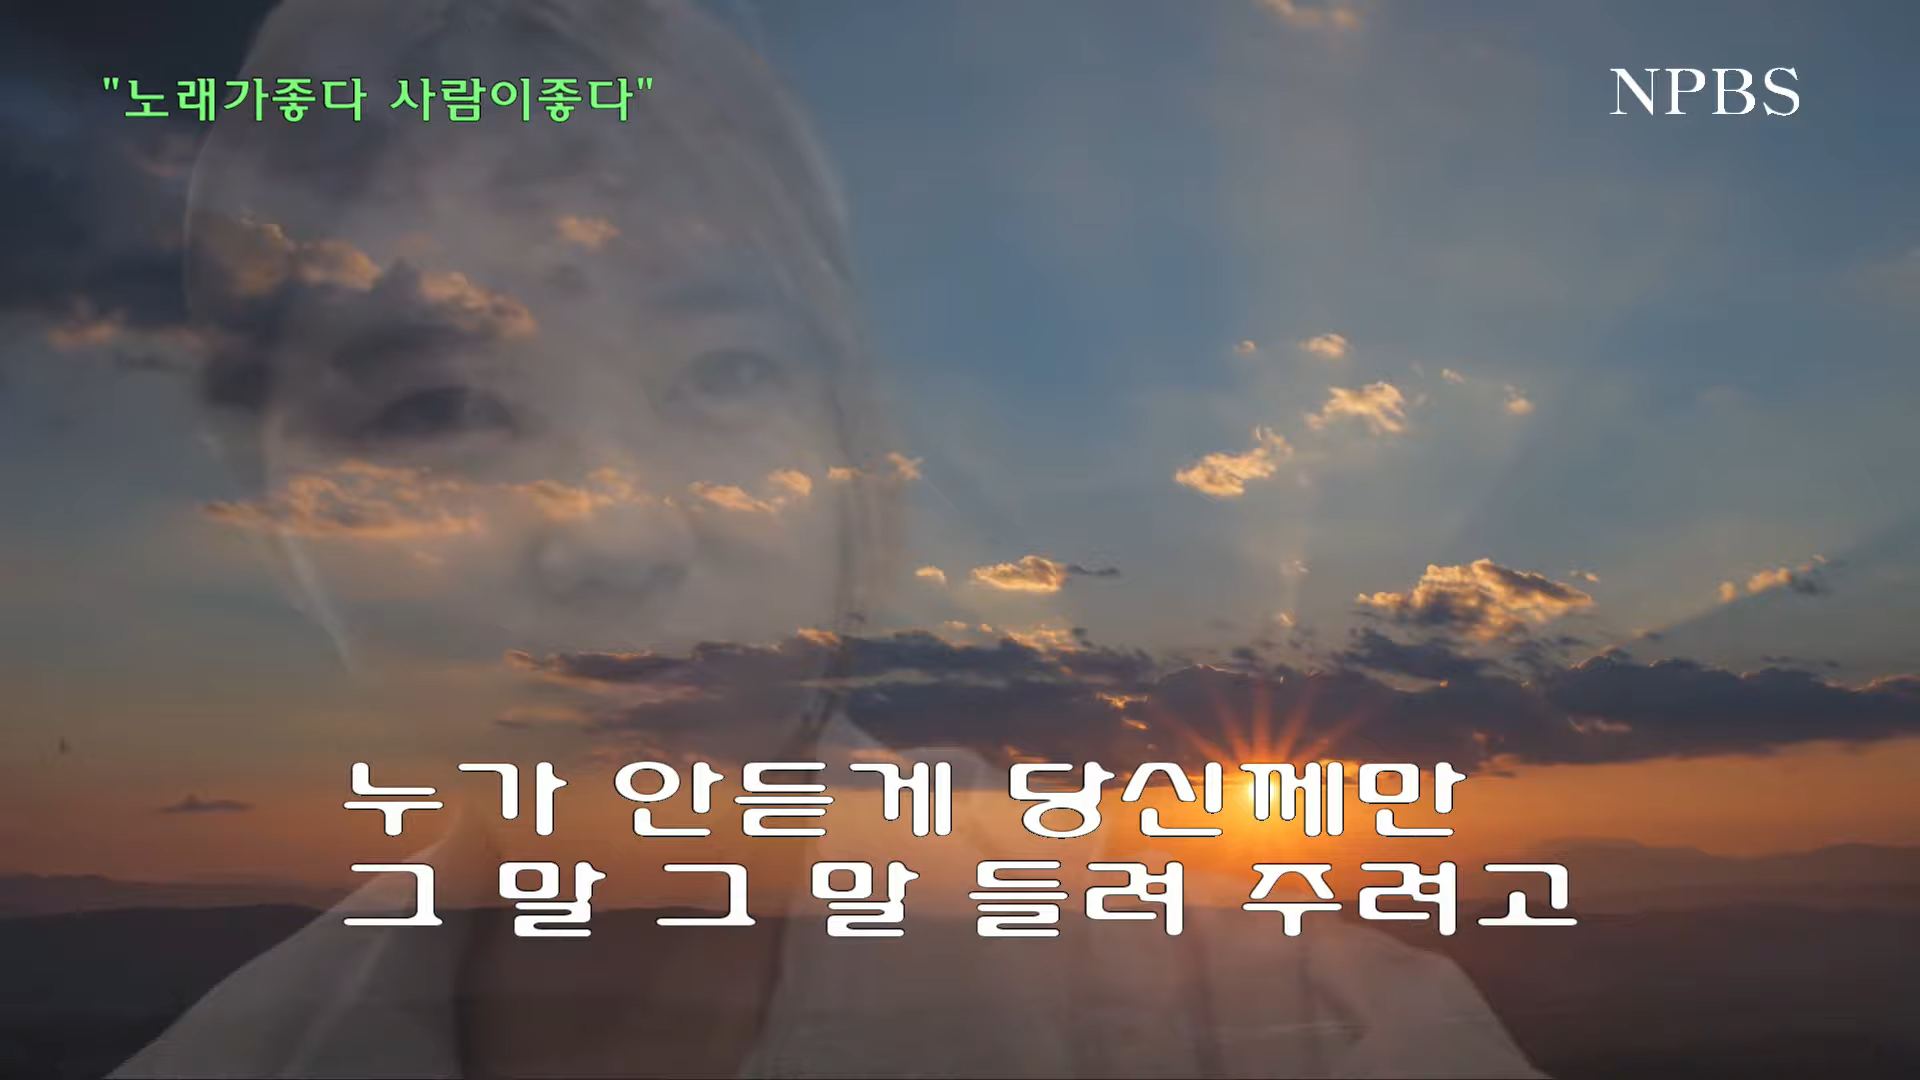 "노래가좋다 사람이좋다"
NPBS
누가 안듣게 당신께만
그 말 그 말 들려 주려고